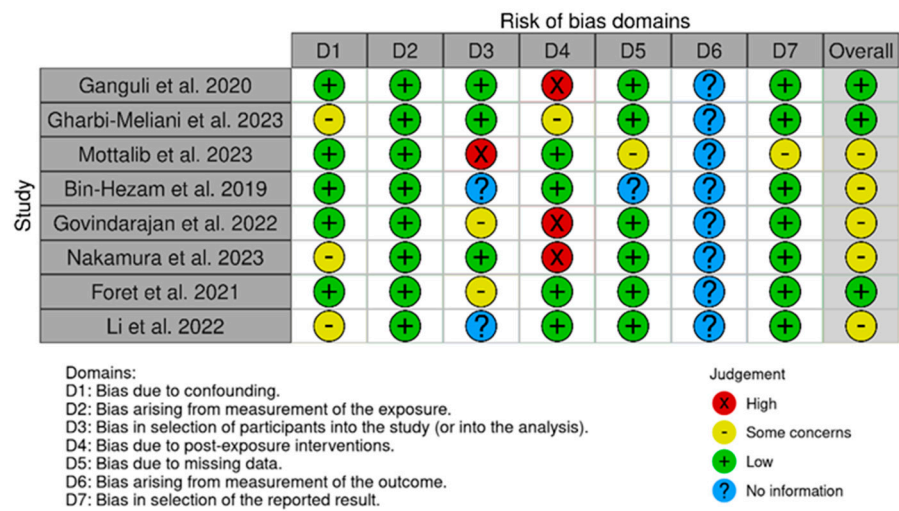 Risk of bias domains
D1 D2 D3 D4 D5 D6 D7 Overall
Study
Ganguli et al. 2020 + + + X + ? + +
Gharbi-Meliani et al. 2023 - + + - + ? + +
Mottalib et al. 2023 + + X + - ? - -
Bin-Hezam et al. 2019 + + ? + ? ? + -
Govindarajan et al. 2022 + + - X + ? + -
Nakamura et al. 2023 - + + X + ? + -
Foret et al. 2021 + + - + + ? + +
Li et al. 2022 - + ? + + ? + -
Domains:
D1: Bias due to confounding.
D2: Bias arising from measurement of the exposure.
D3: Bias in selection of participants into the study (or into the analysis).
D4: Bias due to post-exposure interventions.
D5: Bias due to missing data.
D6: Bias arising from measurement of the outcome.
D7: Bias in selection of the reported result.
Judgement
X High
- Some concerns
+ Low
? No information